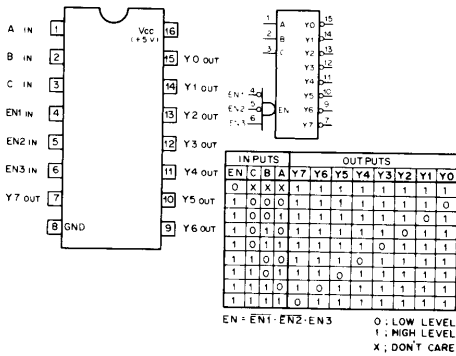 A IN 1
B IN 2
C IN 3
EN1 IN 4
EN2 IN 5
EN3 IN 6
Y7 OUT 7
8 GND
Vcc 16
(+5V)
15 Y0 OUT
14 Y1 OUT
13 Y2 OUT
12 Y3 OUT
11 Y4 OUT
10 Y5 OUT
9 Y6 OUT
1 A Y0 15
2 B Y1 14
3 C Y2 13
Y3 12
Y4 11
EN1 4 Y5 10
EN2 5 EN Y6 9
EN3 6 Y7 7
INPUTS OUTPUTS
EN C B A Y7 Y6 Y5 Y4 Y3 Y2 Y1 Y0
0 X X X 1 1 1 1 1 1 1 1
1 0 0 0 1 1 1 1 1 1 1 0
1 0 0 1 1 1 1 1 1 1 0 1
1 0 1 0 1 1 1 1 1 0 1 1
1 0 1 1 1 1 1 1 0 1 1 1
1 1 0 0 1 1 1 0 1 1 1 1
1 1 0 1 1 1 0 1 1 1 1 1
1 1 1 0 1 0 1 1 1 1 1 1
1 1 1 1 0 1 1 1 1 1 1 1
EN = E̅N̅1̅ · E̅N̅2̅ · EN3
0 ; LOW LEVEL
1 ; HIGH LEVEL
X ; DON'T CARE